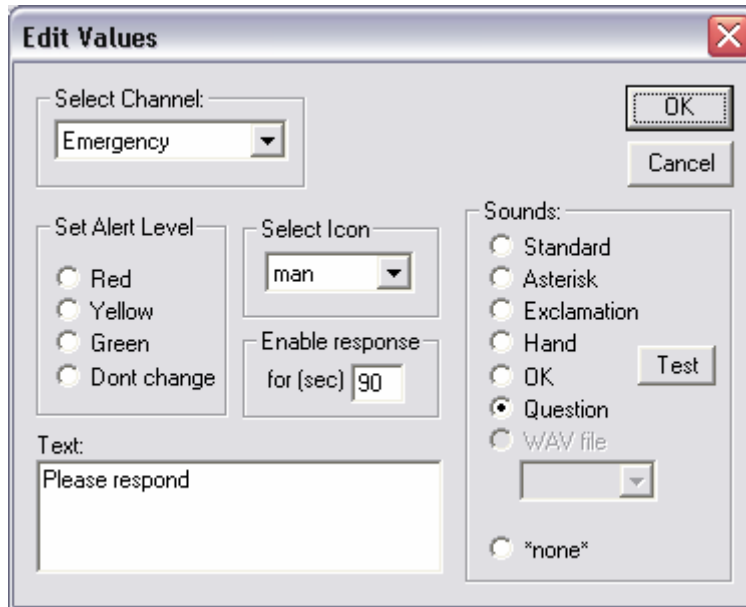 Edit Values
Select Channel:
Emergency
OK
Cancel
Set Alert Level
Red
Yellow
Green
Dont change
Select Icon
man
Enable response
for (sec) 90
Sounds:
Standard
Asterisk
Exclamation
Hand
OK
Question
WAV file
*none*
Test
Text:
Please respond